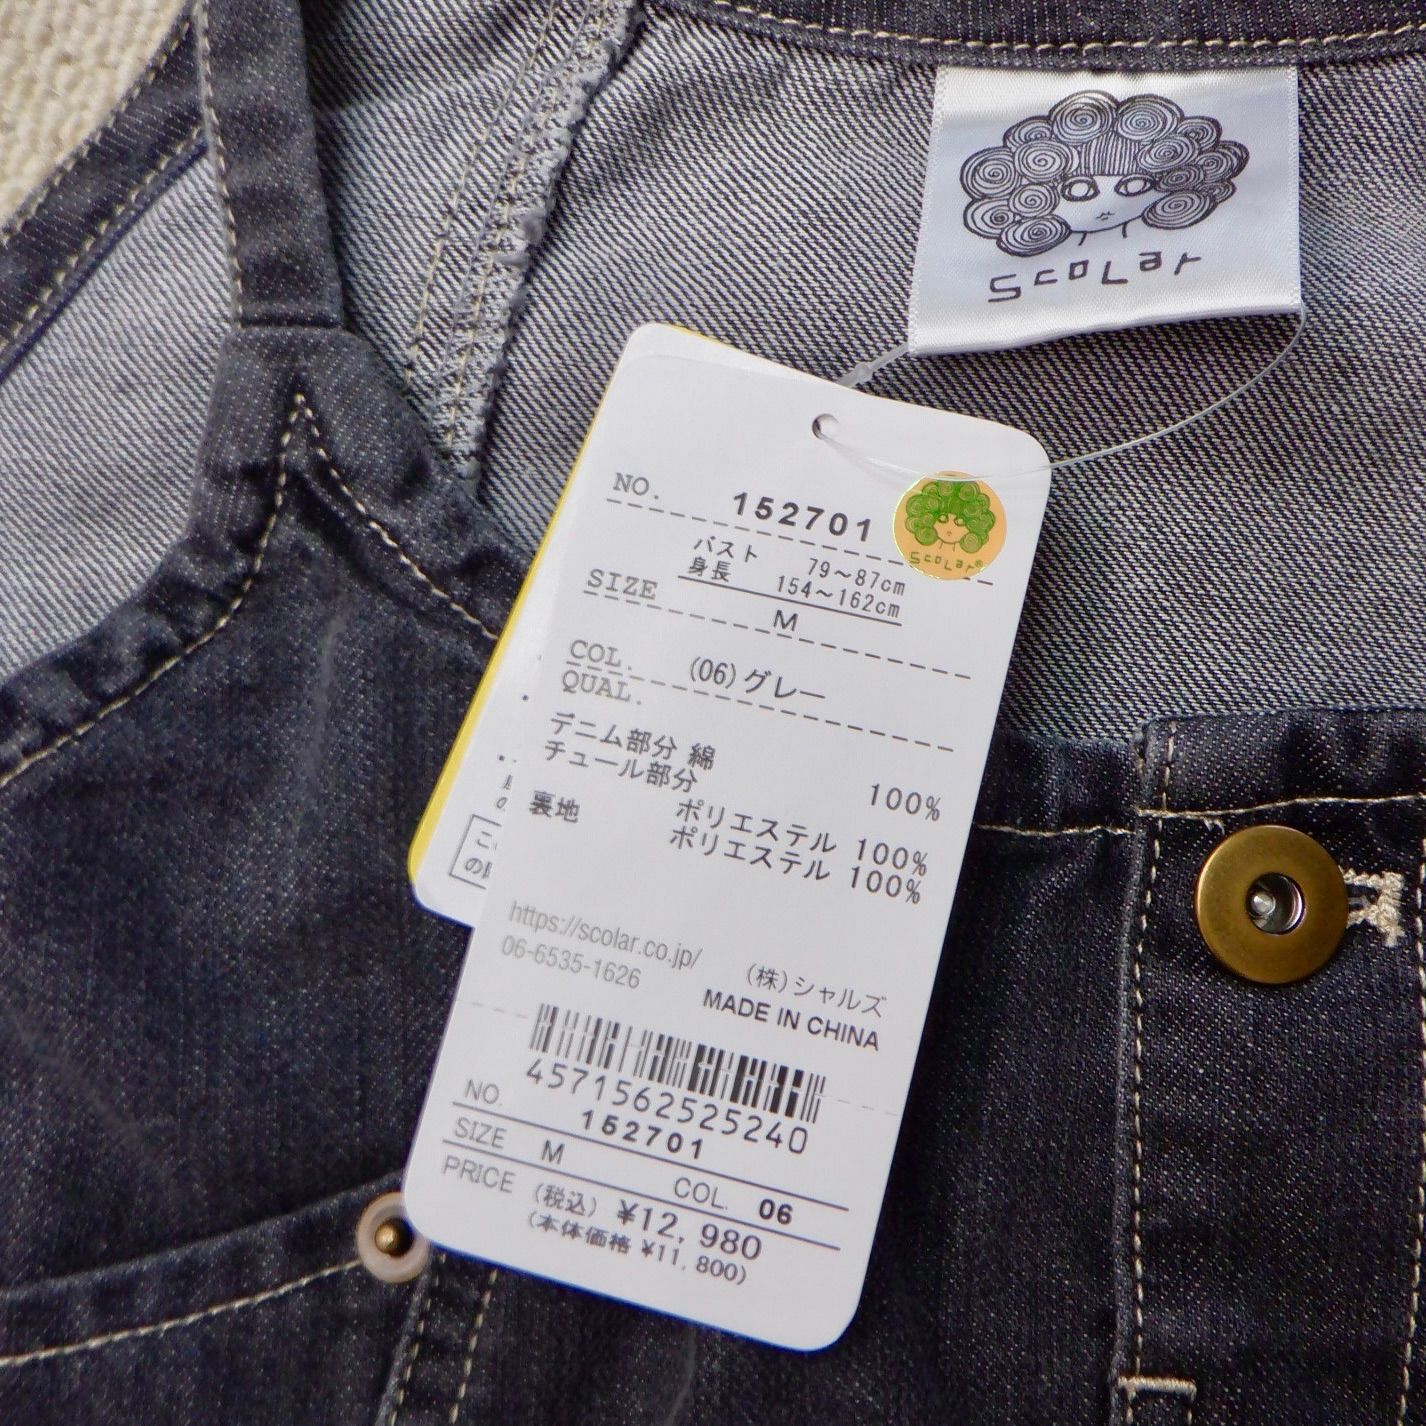 scoLar
NO. 152701
scoLar®
バスト 79～87cm
身長 154～162cm
SIZE M
COL. (06)グレー
QUAL.
デニム部分 綿 100%
チュール部分
ポリエステル 100%
裏地 ポリエステル 100%
https://scolar.co.jp/
06-6535-1626
(株)シャルズ
MADE IN CHINA
4571562525240
NO. 152701
SIZE M COL. 06
PRICE (税込) ¥12,980
(本体価格 ¥11,800)